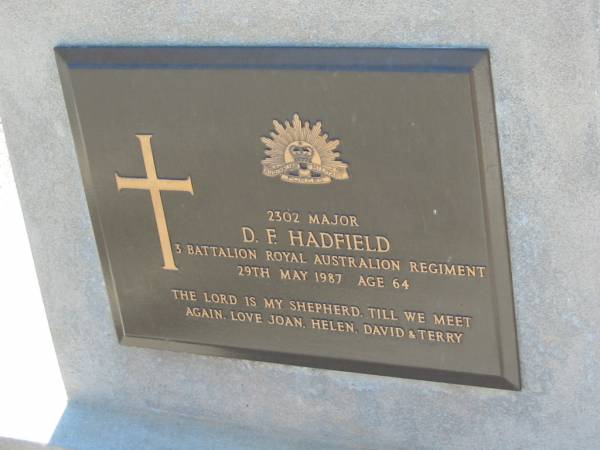 2302 MAJOR
D. F. HADFIELD
3 BATTALION ROYAL AUSTRALION REGIMENT
29TH MAY 1987 AGE 64
THE LORD IS MY SHEPHERD. TILL WE MEET
AGAIN. LOVE JOAN, HELEN, DAVID & TERRY